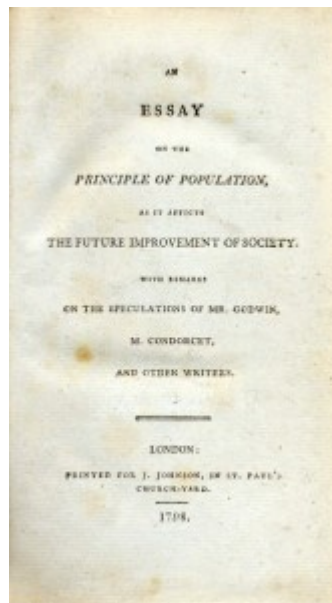 AN
ESSAY
ON THE
PRINCIPLE OF POPULATION,
AS IT AFFECTS
THE FUTURE IMPROVEMENT OF SOCIETY.
WITH REMARKS
ON THE SPECULATIONS OF MR. GODWIN,
M. CONDORCET,
AND OTHER WRITERS.
LONDON:
PRINTED FOR J. JOHNSON, IN ST. PAUL'S
CHURCH-YARD.
1798.